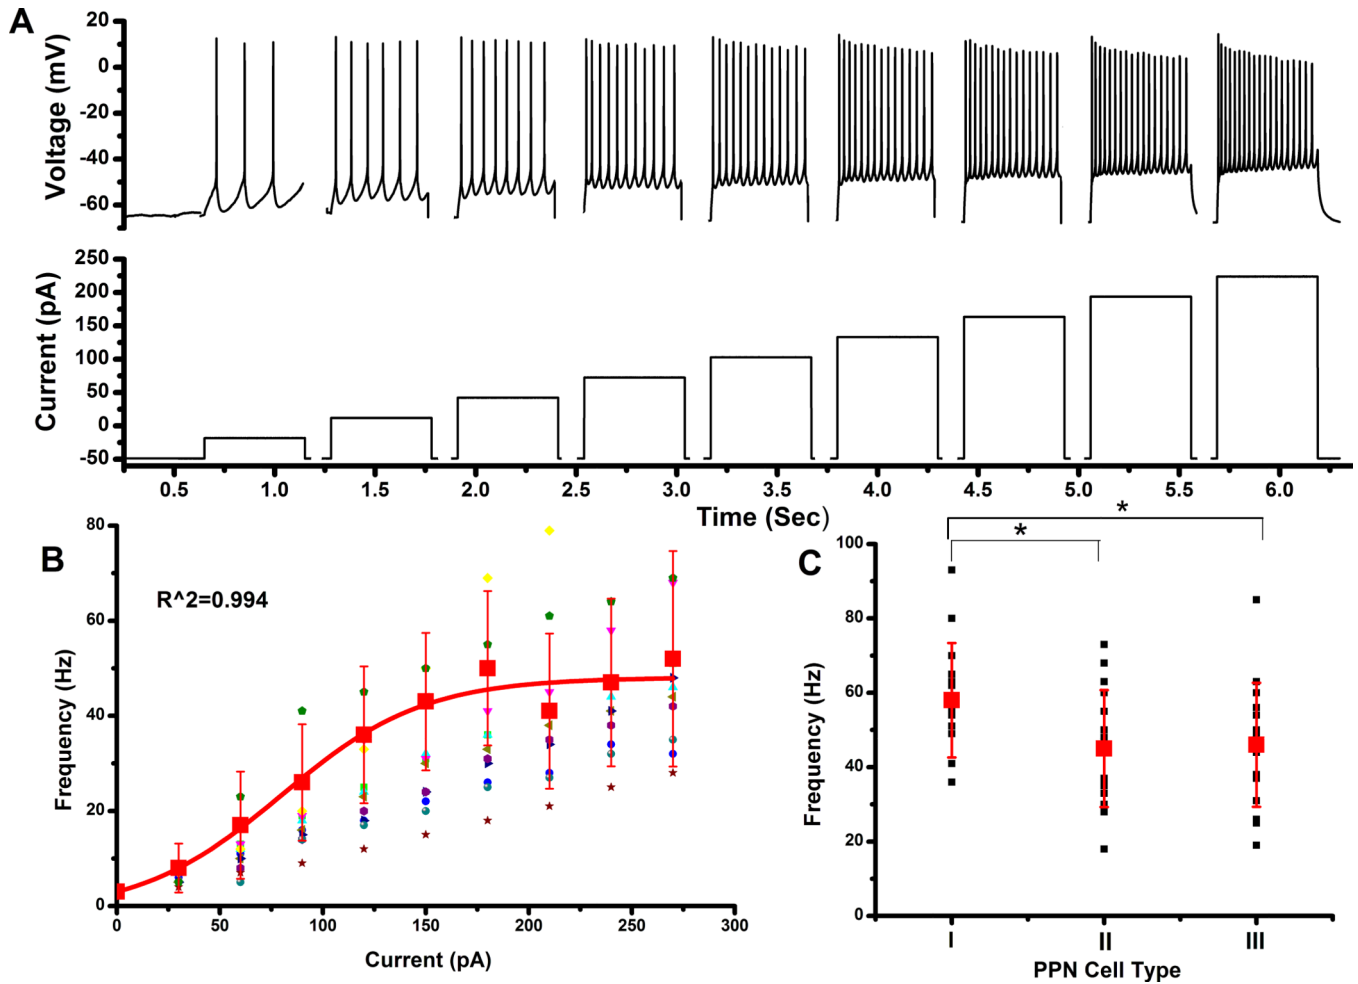 A
Voltage (mV)
20
0
-20
-40
-60
Current (pA)
250
200
150
100
50
0
-50
0.5 1.0 1.5 2.0 2.5 3.0 3.5 4.0 4.5 5.0 5.5 6.0
Time (Sec)
B
R^2=0.994
Frequency (Hz)
80
60
40
20
0
0 50 100 150 200 250 300
Current (pA)
C
* *
Frequency (Hz)
100
80
60
40
20
0
I II III
PPN Cell Type